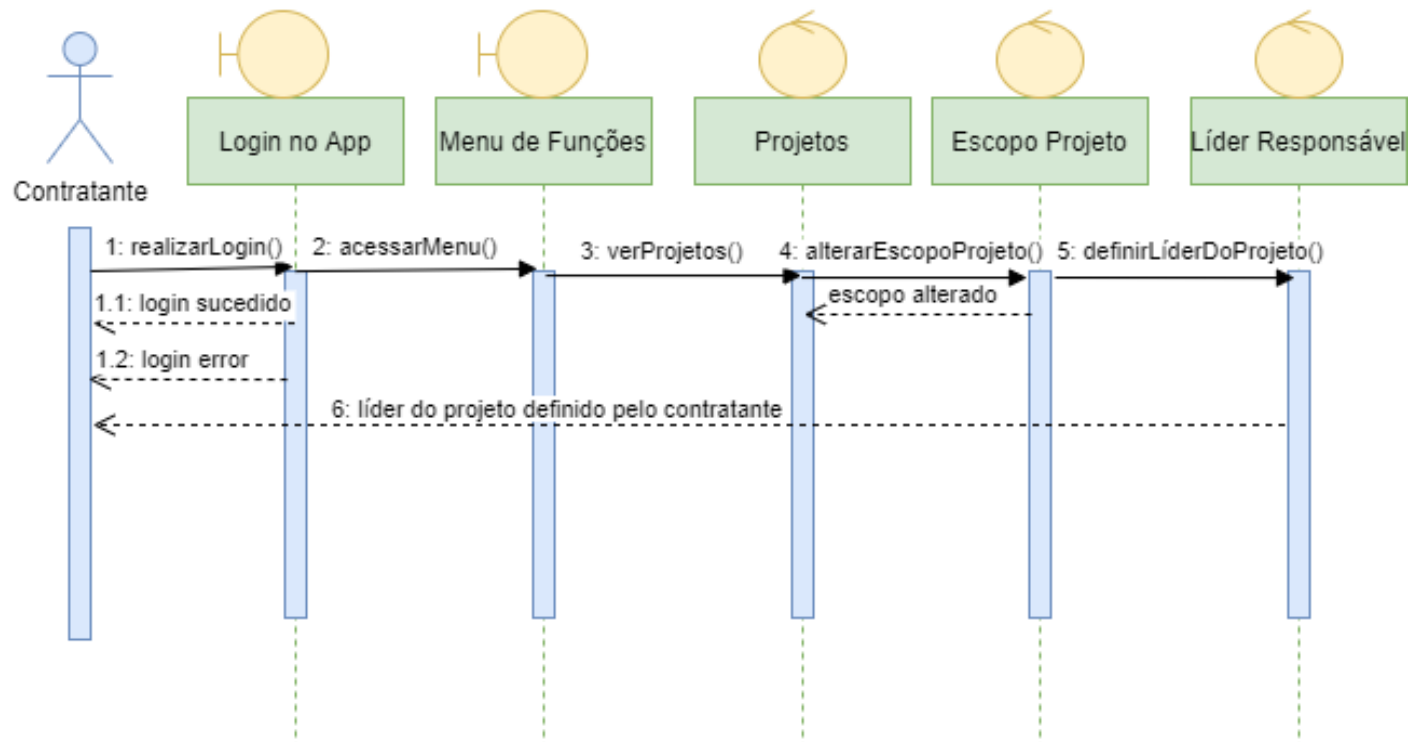 Login no App
Menu de Funções
Projetos
Escopo Projeto
Líder Responsável
Contratante
1: realizarLogin()
2: acessarMenu()
3: verProjetos()
4: alterarEscopoProjeto()
5: definirLíderDoProjeto()
1.1: login sucedido
escopo alterado
1.2: login error
6: líder do projeto definido pelo contratante